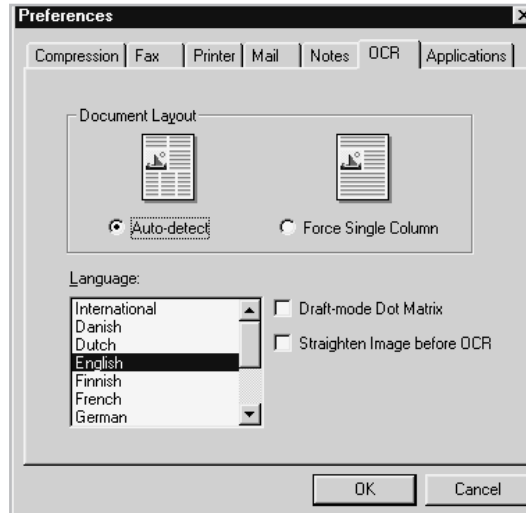 Preferences
Compression Fax Printer Mail Notes OCR Applications
Document Layout
Auto-detect Force Single Column
Language:
International
Danish
Dutch
English
Finnish
French
German
Draft-mode Dot Matrix
Straighten Image before OCR
OK Cancel